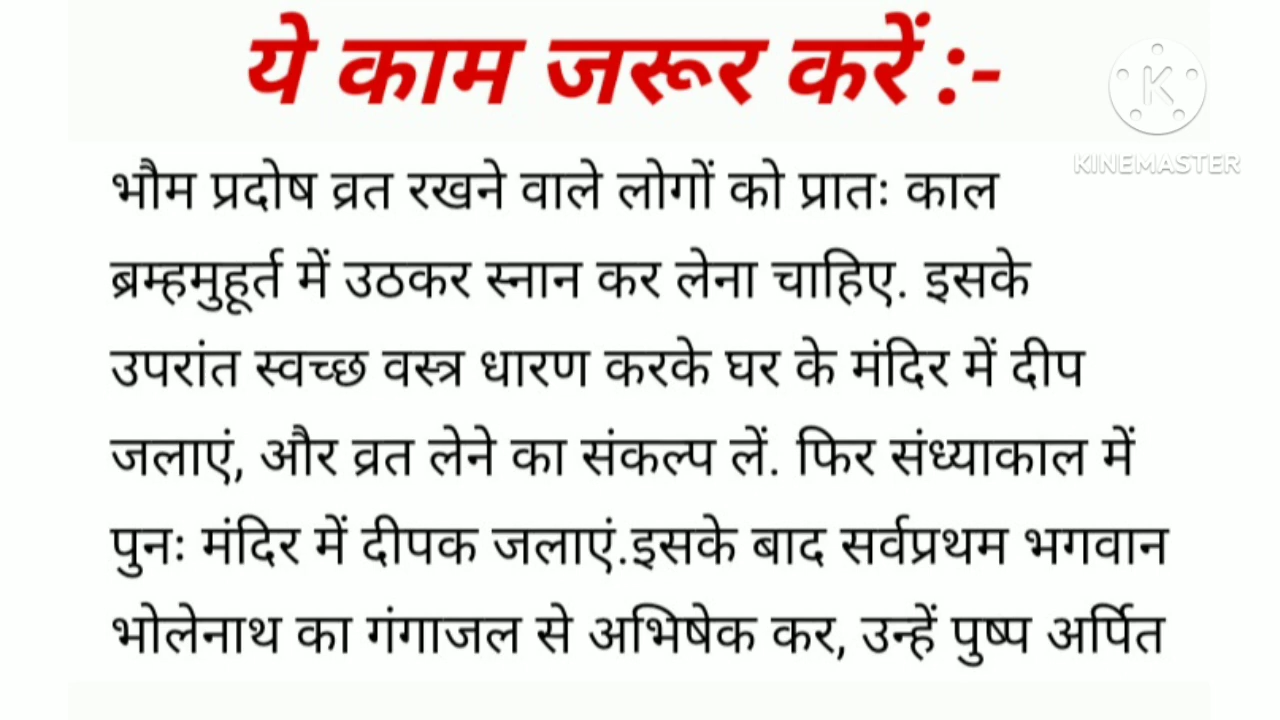 ये काम जरूर करें :-
KINEMASTER
भौम प्रदोष व्रत रखने वाले लोगों को प्रातः काल
ब्रम्हमुहूर्त में उठकर स्नान कर लेना चाहिए. इसके
उपरांत स्वच्छ वस्त्र धारण करके घर के मंदिर में दीप
जलाएं, और व्रत लेने का संकल्प लें. फिर संध्याकाल में
पुनः मंदिर में दीपक जलाएं.इसके बाद सर्वप्रथम भगवान
भोलेनाथ का गंगाजल से अभिषेक कर, उन्हें पुष्प अर्पित